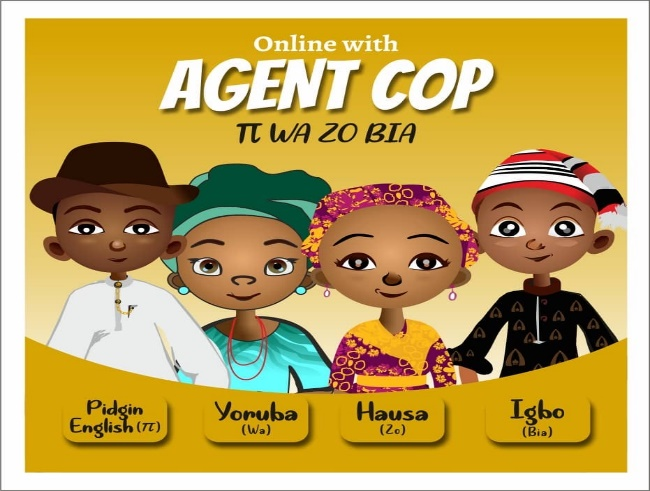 Online with
AGENT COP
π WA ZO BIA
Pidgin
English (π)
Yoruba
(Wa)
Hausa
(Zo)
Igbo
(Bia)